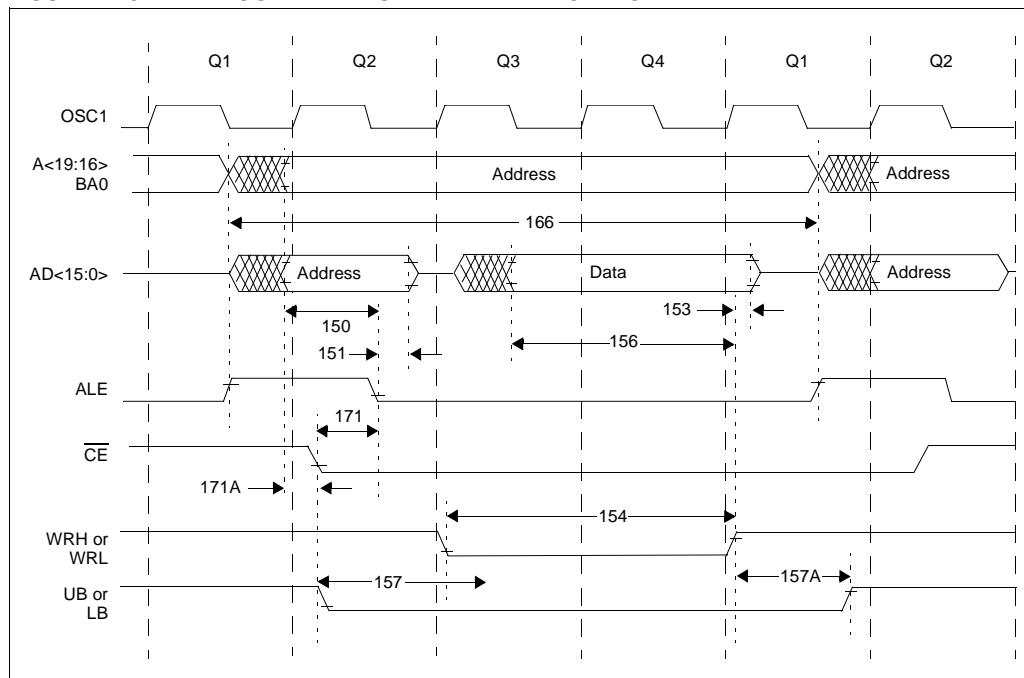 Q1 Q2 Q3 Q4 Q1 Q2
OSC1
A<19:16>
BA0
Address Address
166
AD<15:0>
Address Data Address
150
153
151
156
ALE
171
CE
171A
154
WRH or
WRL
157
157A
UB or
LB